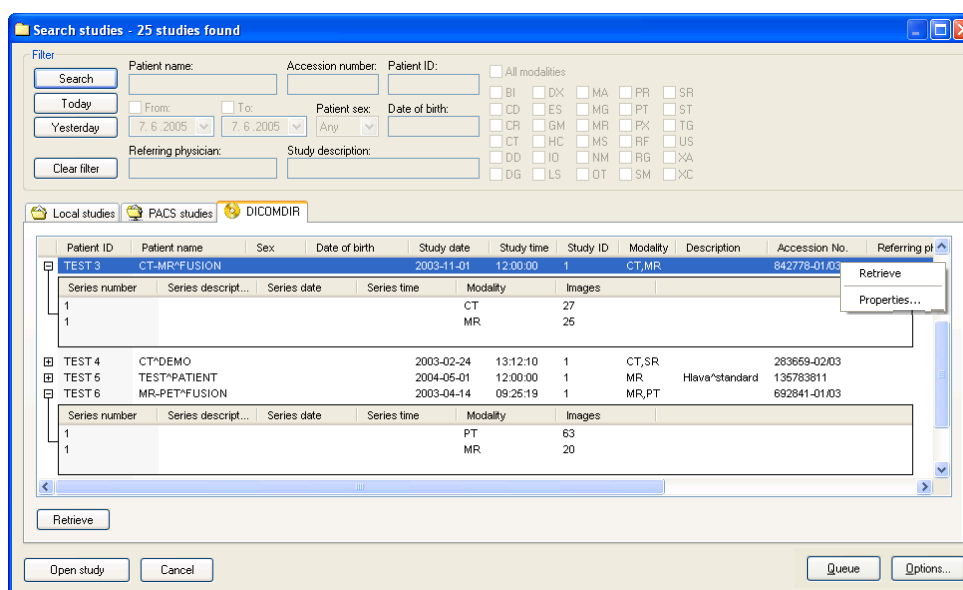 Search studies - 25 studies found
Filter
Search
Today
Yesterday
Clear filter
Patient name:
Accession number:
Patient ID:
From:
To:
Patient sex:
Date of birth:
7. 6 .2005
7. 6 .2005
Any
Referring physician:
Study description:
All modalities
BI DX MA PR SR
CD ES MG PT ST
CR GM MR PX TG
CT HC MS RF US
DD IO NM RG XA
DG LS OT SM XC
Local studies PACS studies DICOMDIR
Patient ID Patient name Sex Date of birth Study date Study time Study ID Modality Description Accession No. Referring ph
TEST 3 CT-MR^FUSION 2003-11-01 12:00:00 1 CT,MR 842778-01/03
Retrieve
Properties...
Series number Series descript... Series date Series time Modality Images
1 CT 27
1 MR 25
TEST 4 CT^DEMO 2003-02-24 13:12:10 1 CT,SR 283659-02/03
TEST 5 TEST^PATIENT 2004-05-01 12:00:00 1 MR Hlava^standard 135783811
TEST 6 MR-PET^FUSION 2003-04-14 09:25:19 1 MR,PT 692841-01/03
Series number Series descript... Series date Series time Modality Images
1 PT 63
1 MR 20
Retrieve
Open study Cancel Queue Options...